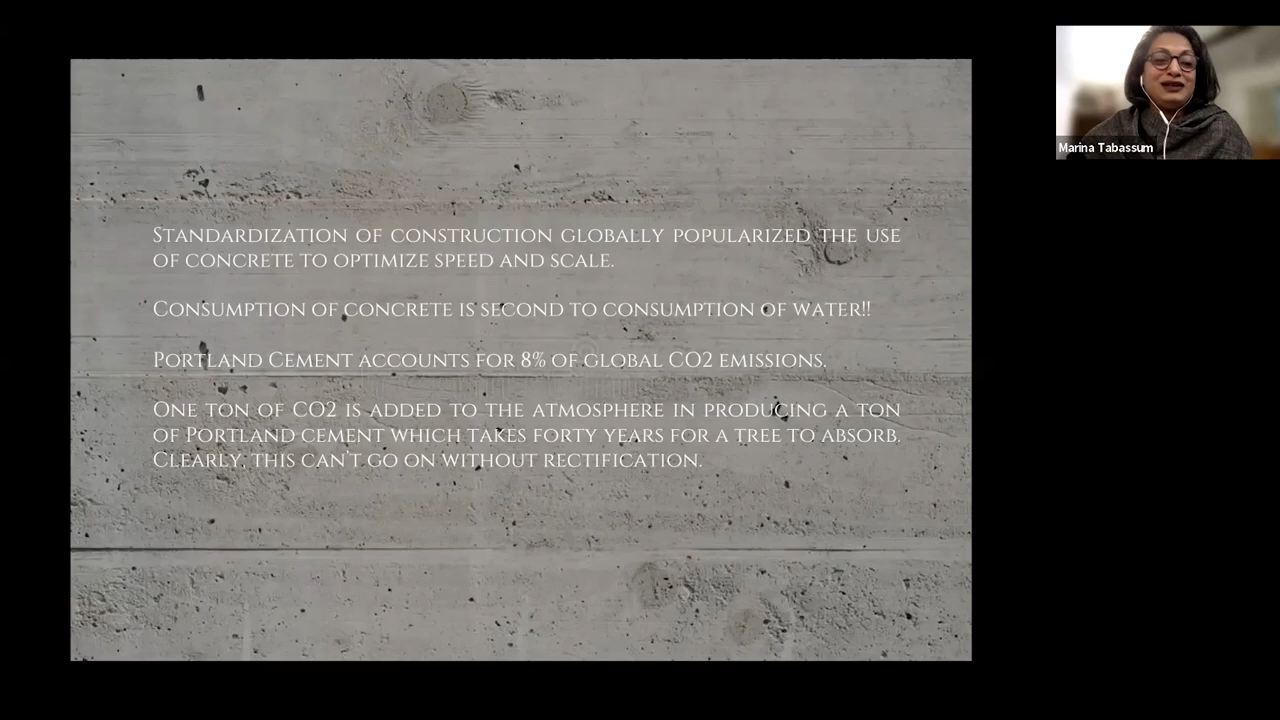 Standardization of construction globally popularized the use
of concrete to optimize speed and scale.
Consumption of concrete is second to consumption of water!!
Portland Cement accounts for 8% of global CO2 emissions.
One ton of CO2 is added to the atmosphere in producing a ton
of Portland cement which takes forty years for a tree to absorb.
Clearly, this can't go on without rectification.
Marina Tabassum